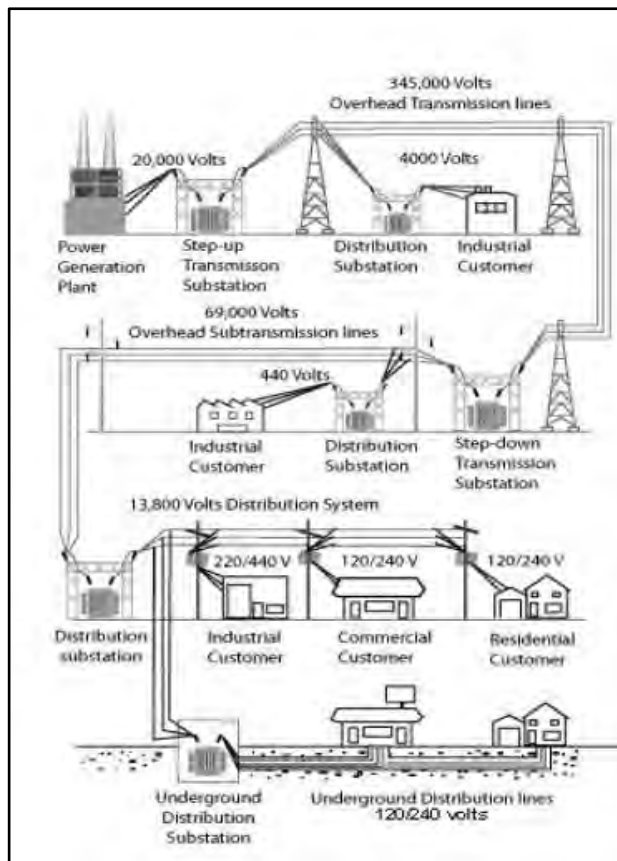 345,000 Volts
Overhead Transmission lines
20,000 Volts
4000 Volts
Power
Generation
Plant
Step-up
Transmisson
Substation
Distribution
Substation
Industrial
Customer
69,000 Volts
Overhead Subtransmission lines
440 Volts
Industrial
Customer
Distribution
Substation
Step-down
Transmission
Substation
13,800 Volts Distribution System
220/440 V
120/240 V
120/240 V
Distribution
substation
Industrial
Customer
Commercial
Customer
Residential
Customer
Underground
Distribution
Substation
Underground Distribution lines
120/240 volts